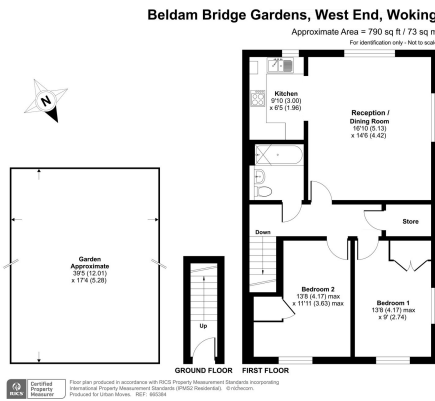 Beldam Bridge Gardens, West End, Woking
Approximate Area = 790 sq ft / 73 sq m
For identification only - Not to scale
N
Kitchen
9'10 (3.00)
x 6'5 (1.96)
Reception /
Dining Room
16'10 (5.13)
x 14'6 (4.42)
Down
Store
Garden
Approximate
39'5 (12.01)
x 17'4 (5.28)
Up
Bedroom 2
13'8 (4.17) max
x 11'11 (3.63) max
Bedroom 1
13'8 (4.17) max
x 9' (2.74)
GROUND FLOOR
FIRST FLOOR
RICS
Certified
Property
Measurer
Floor plan produced in accordance with RICS Property Measurement Standards incorporating
International Property Measurement Standards (IPMS2 Residential). © nichecom.
Produced for Urban Moves. REF: 665384